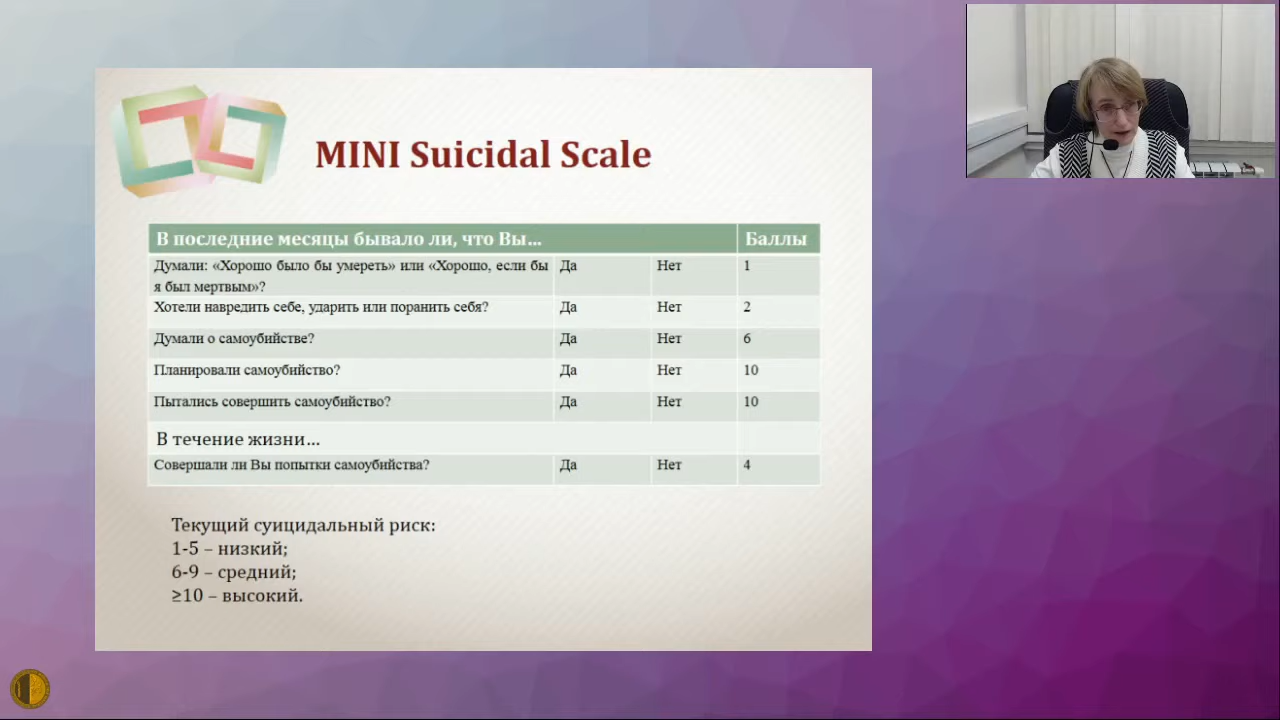 MINI Suicidal Scale
В последние месяцы бывало ли, что Вы… Баллы
Думали: «Хорошо было бы умереть» или «Хорошо, если бы Да Нет 1
я был мертвым»?
Хотели навредить себе, ударить или поранить себя? Да Нет 2
Думали о самоубийстве? Да Нет 6
Планировали самоубийство? Да Нет 10
Пытались совершить самоубийство? Да Нет 10
В течение жизни…
Совершали ли Вы попытки самоубийства? Да Нет 4
Текущий суицидальный риск:
1-5 – низкий;
6-9 – средний;
≥10 – высокий.